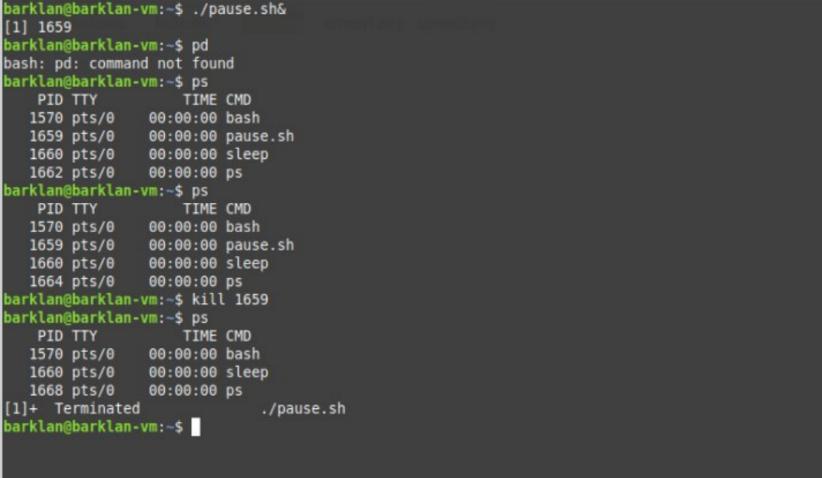 barklan@barklan-vm:~$ ./pause.sh&
[1] 1659
barklan@barklan-vm:~$ pd
bash: pd: command not found
barklan@barklan-vm:~$ ps
    PID TTY          TIME CMD
   1570 pts/0    00:00:00 bash
   1659 pts/0    00:00:00 pause.sh
   1660 pts/0    00:00:00 sleep
   1662 pts/0    00:00:00 ps
barklan@barklan-vm:~$ ps
    PID TTY          TIME CMD
   1570 pts/0    00:00:00 bash
   1659 pts/0    00:00:00 pause.sh
   1660 pts/0    00:00:00 sleep
   1664 pts/0    00:00:00 ps
barklan@barklan-vm:~$ kill 1659
barklan@barklan-vm:~$ ps
    PID TTY          TIME CMD
   1570 pts/0    00:00:00 bash
   1660 pts/0    00:00:00 sleep
   1668 pts/0    00:00:00 ps
[1]+  Terminated              ./pause.sh
barklan@barklan-vm:~$